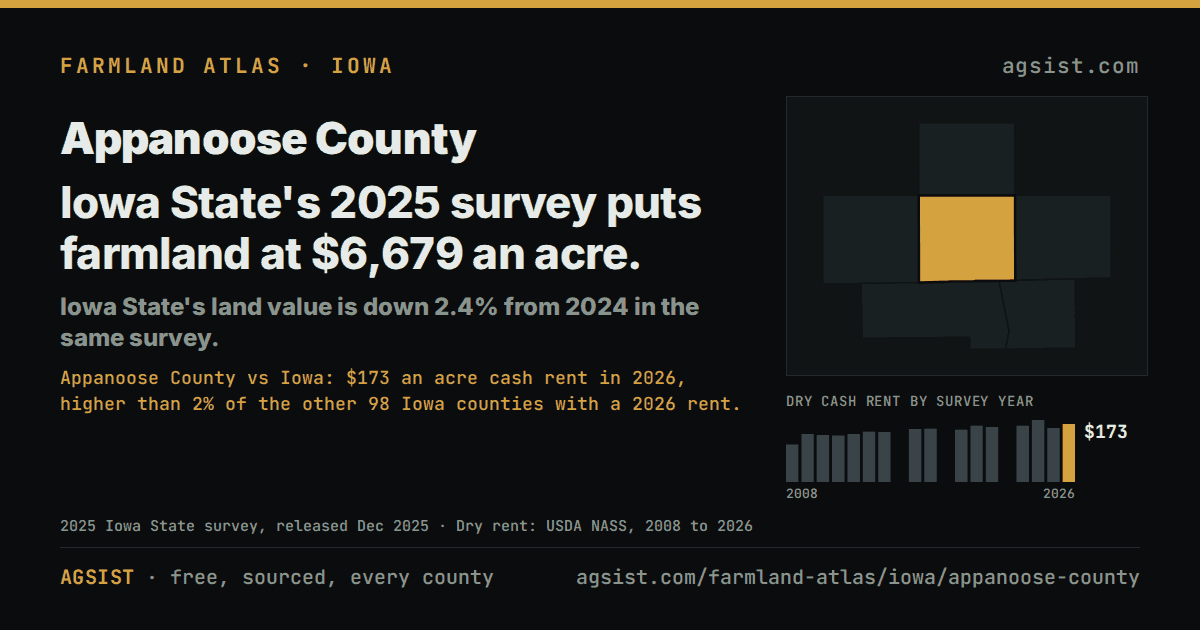 FARMLAND ATLAS · IOWA
agsist.com
Appanoose County
Iowa State's 2025 survey puts
farmland at $6,679 an acre.
Iowa State's land value is down 2.4% from 2024 in the
same survey.
Appanoose County vs Iowa: $173 an acre cash rent in 2026,
higher than 2% of the other 98 Iowa counties with a 2026 rent.
DRY CASH RENT BY SURVEY YEAR
$173
2008
2026
2025 Iowa State survey, released Dec 2025 · Dry rent: USDA NASS, 2008 to 2026
AGSIST · free, sourced, every county
agsist.com/farmland-atlas/iowa/appanoose-county